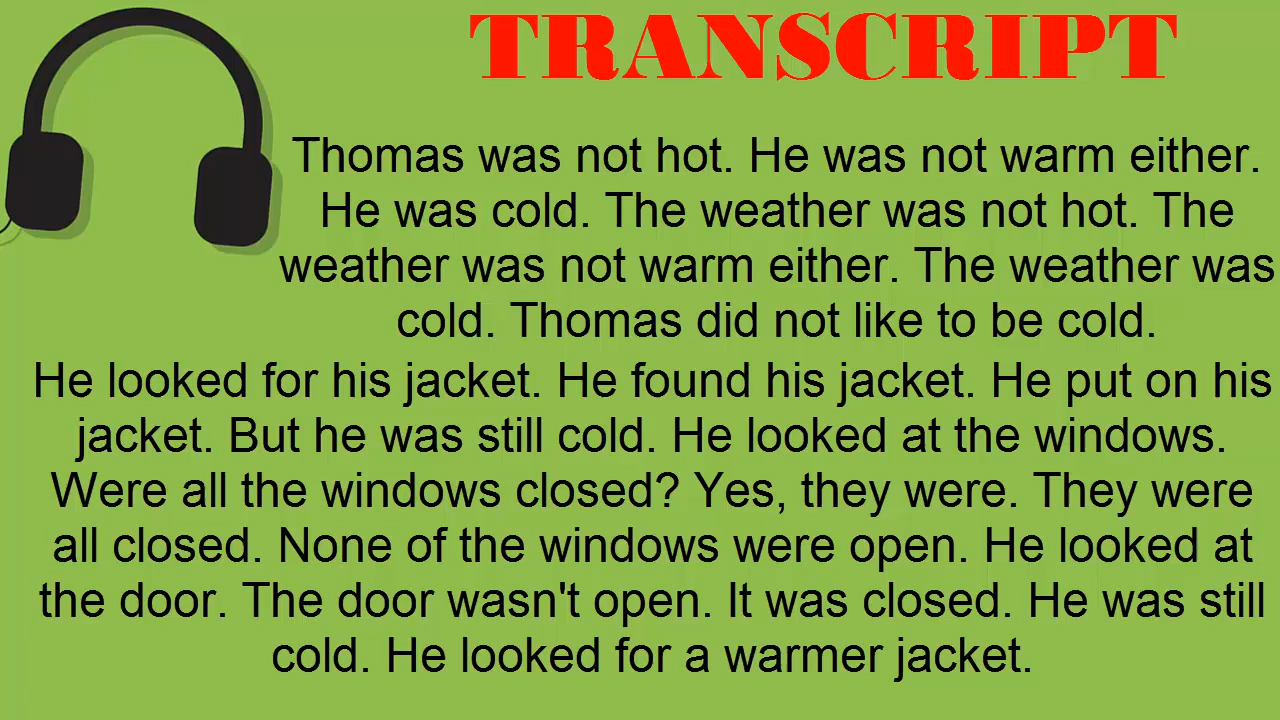 TRANSCRIPT
Thomas was not hot. He was not warm either.
He was cold. The weather was not hot. The
weather was not warm either. The weather was
cold. Thomas did not like to be cold.
He looked for his jacket. He found his jacket. He put on his
jacket. But he was still cold. He looked at the windows.
Were all the windows closed? Yes, they were. They were
all closed. None of the windows were open. He looked at
the door. The door wasn't open. It was closed. He was still
cold. He looked for a warmer jacket.